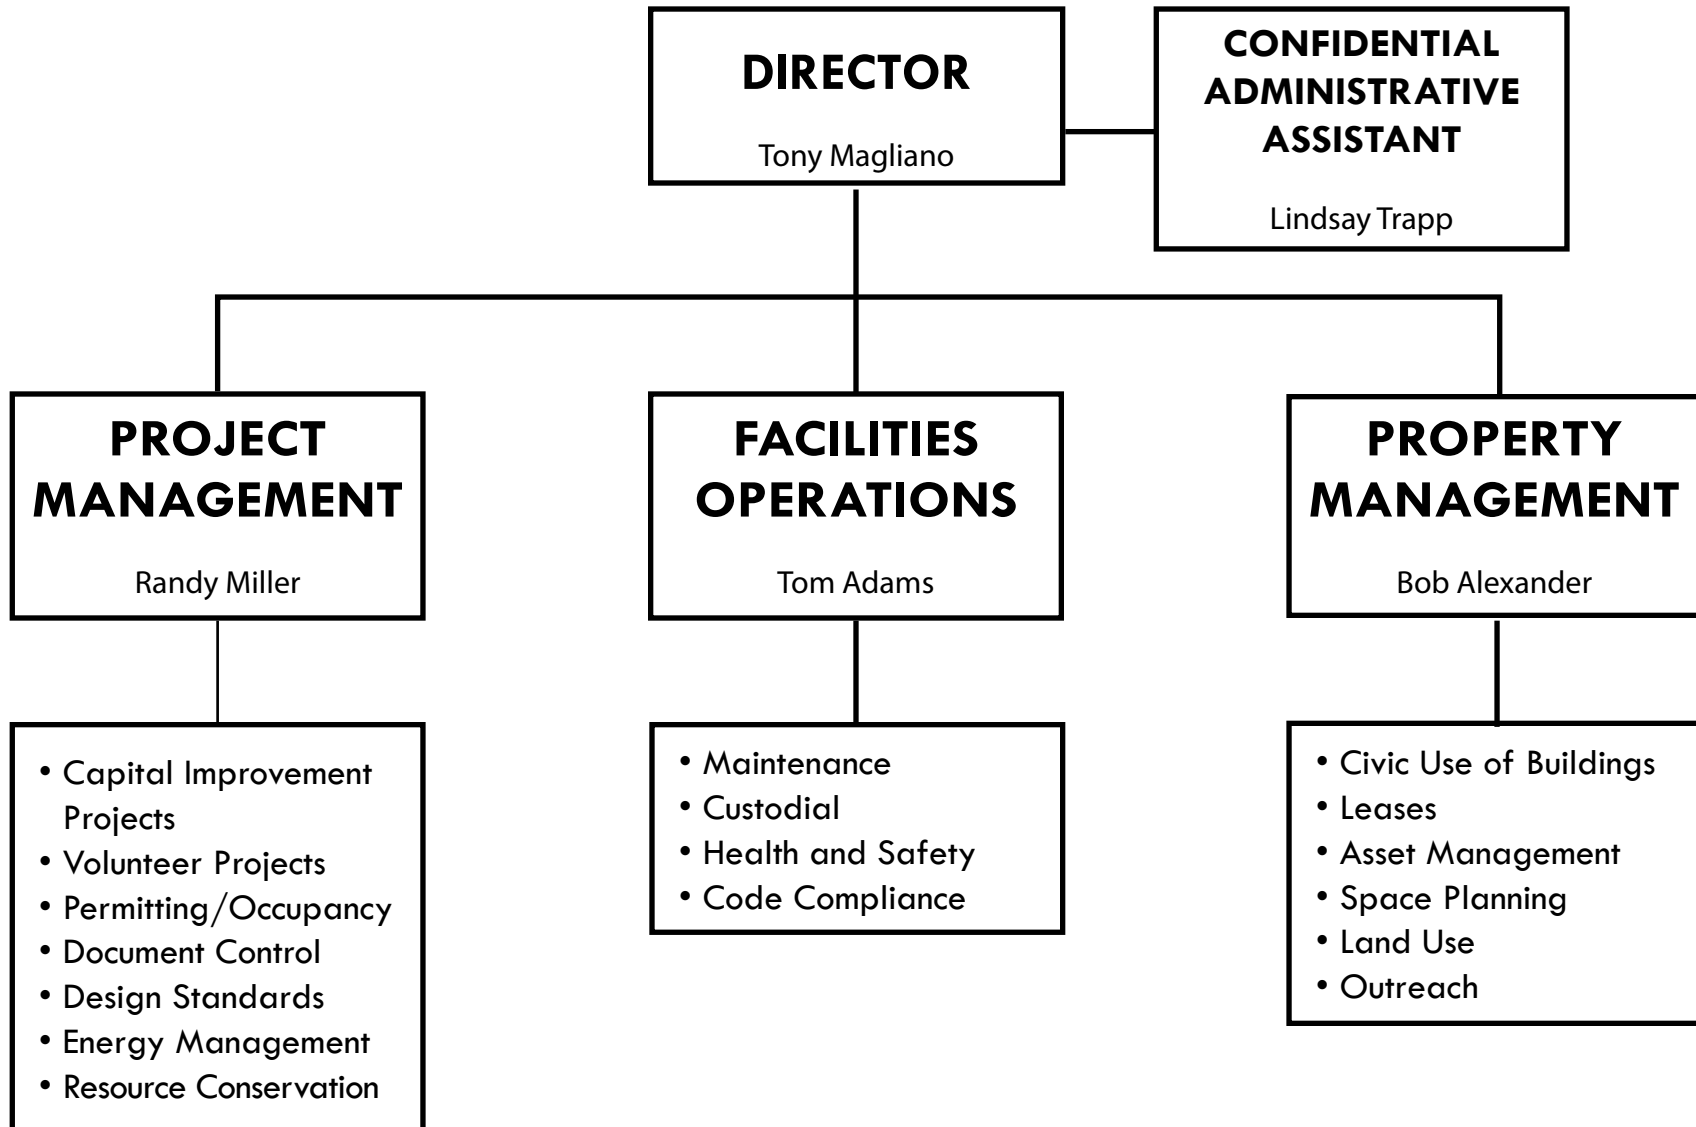 DIRECTOR
Tony Magliano
CONFIDENTIAL
ADMINISTRATIVE
ASSISTANT
Lindsay Trapp
PROJECT
MANAGEMENT
Randy Miller
FACILITIES
OPERATIONS
Tom Adams
PROPERTY
MANAGEMENT
Bob Alexander
• Capital Improvement
Projects
• Volunteer Projects
• Permitting/Occupancy
• Document Control
• Design Standards
• Energy Management
• Resource Conservation
• Maintenance
• Custodial
• Health and Safety
• Code Compliance
• Civic Use of Buildings
• Leases
• Asset Management
• Space Planning
• Land Use
• Outreach